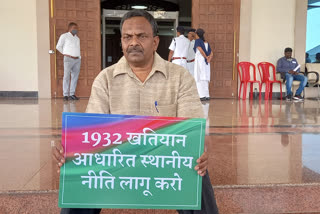 1932 खतियान
आधारित स्थानीय
नीति लागू करो